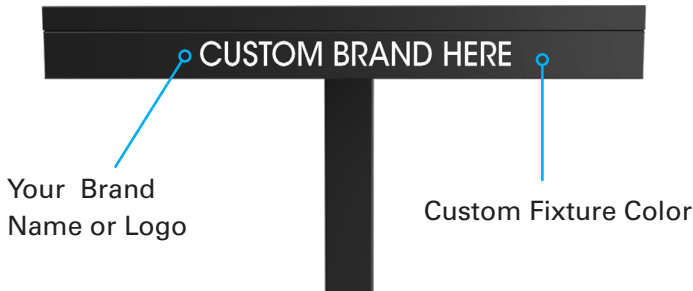 CUSTOM BRAND HERE
Your Brand
Name or Logo
Custom Fixture Color